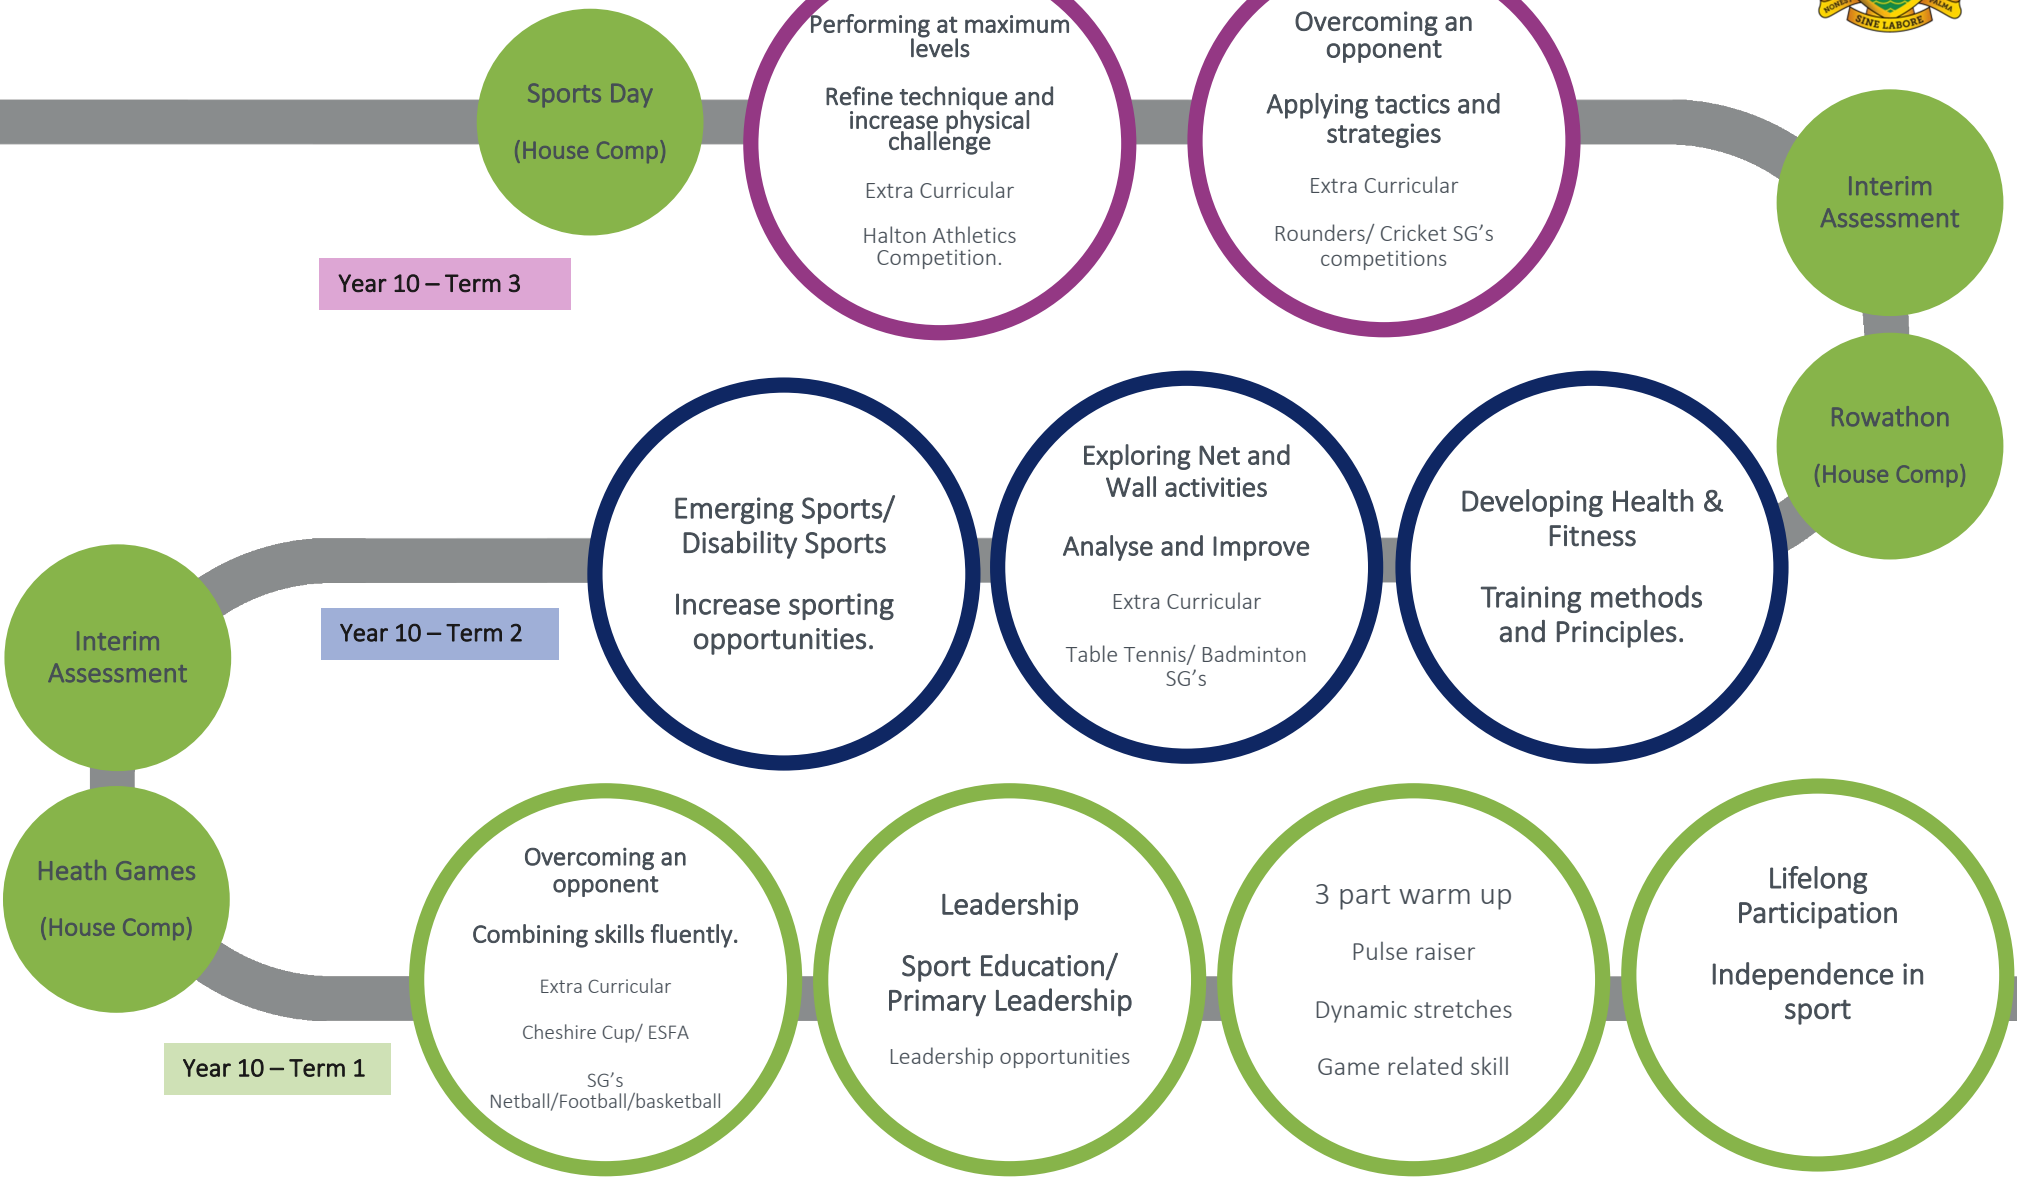 Performing at maximum
levels
Refine technique and
increase physical
challenge
Extra Curricular
Halton Athletics
Competition.
Overcoming an
opponent
Applying tactics and
strategies
Extra Curricular
Rounders/ Cricket SG's
competitions
SINE LABORE
PALMA
Sports Day
(House Comp)
Interim
Assessment
Year 10 – Term 3
Rowathon
(House Comp)
Emerging Sports/
Disability Sports
Increase sporting
opportunities.
Exploring Net and
Wall activities
Analyse and Improve
Extra Curricular
Table Tennis/ Badminton
SG's
Developing Health &
Fitness
Training methods
and Principles.
Year 10 – Term 2
Interim
Assessment
Heath Games
(House Comp)
Overcoming an
opponent
Combining skills fluently.
Extra Curricular
Cheshire Cup/ ESFA
SG's
Netball/Football/basketball
Leadership
Sport Education/
Primary Leadership
Leadership opportunities
3 part warm up
Pulse raiser
Dynamic stretches
Game related skill
Lifelong
Participation
Independence in
sport
Year 10 – Term 1